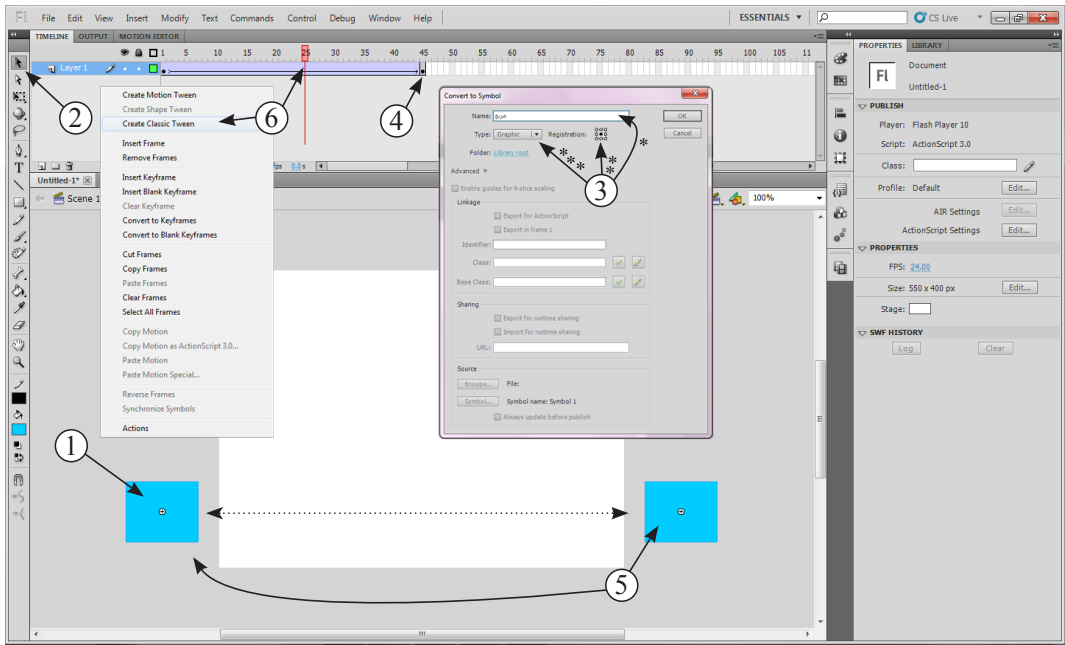 Fl File Edit View Insert Modify Text Commands Control Debug Window Help ESSENTIALS CS Live
TIMELINE OUTPUT MOTION EDITOR
1 5 10 15 20 25 30 35 40 45 50 55 60 65 70 75 80 85 90 95 100 105 11
Layer 1
2
6
4
Create Motion Tween
Create Shape Tween
Create Classic Tween
Insert Frame
Remove Frames
Insert Keyframe
Insert Blank Keyframe
Clear Keyframe
Convert to Keyframes
Convert to Blank Keyframes
Cut Frames
Copy Frames
Paste Frames
Clear Frames
Select All Frames
Copy Motion
Copy Motion as ActionScript 3.0...
Paste Motion
Paste Motion Special...
Reverse Frames
Synchronize Symbols
Actions
fps 0.0s
Untitled-1*
Scene 1
100%
Convert to Symbol
Name: مربع OK
Type: Graphic Registration: Cancel
*
**
***
Folder: Library root
3
Advanced
Enable guides for 9-slice scaling
Linkage
Export for ActionScript
Export in frame 1
Identifier:
Class:
Base Class:
Sharing
Export for runtime sharing
Import for runtime sharing
URL:
Source
Browse... File:
Symbol... Symbol name: Symbol 1
Always update before publish
1
5
PROPERTIES LIBRARY
Fl Document
Untitled-1
PUBLISH
Player: Flash Player 10
Script: ActionScript 3.0
Class:
Profile: Default Edit...
AIR Settings Edit...
ActionScript Settings Edit...
PROPERTIES
FPS: 24.00
Size: 550 x 400 px Edit...
Stage:
SWF HISTORY
Log Clear